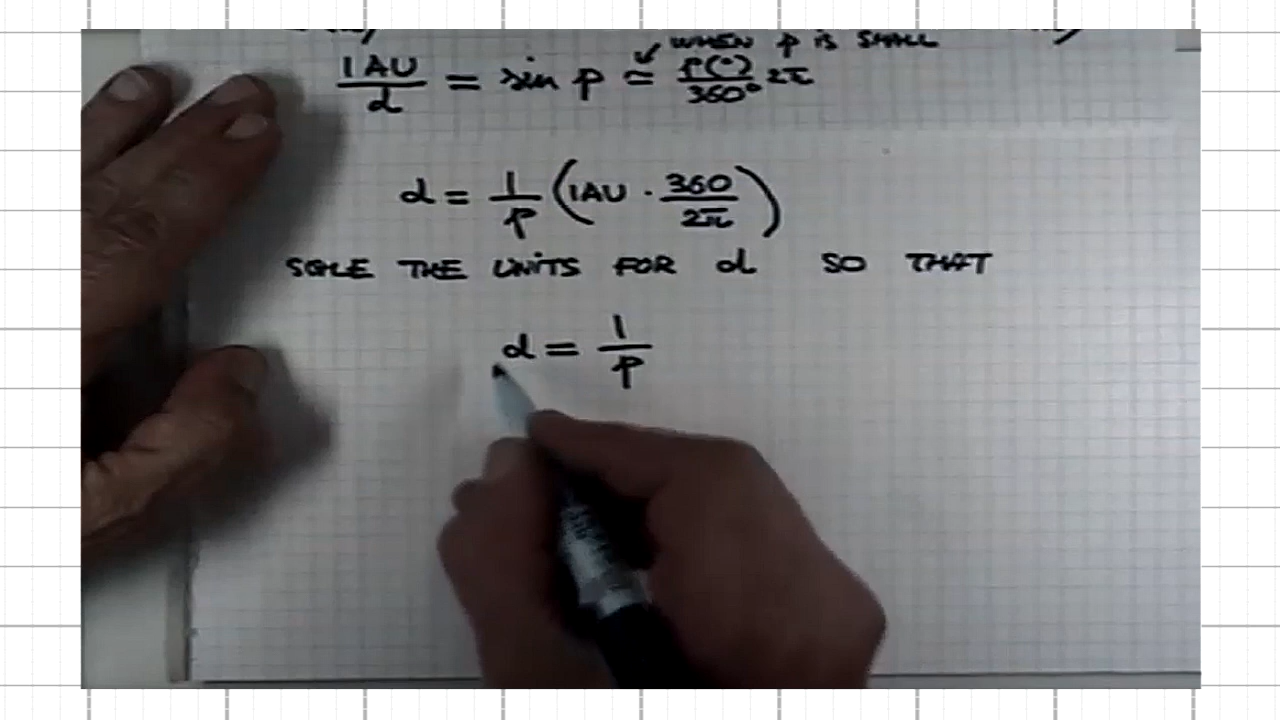 WHEN p IS SMALL
1AU/d = sin p ≃ p(°)/360° 2π
d = 1/p (1AU · 360/2π)
SCALE THE UNITS FOR d SO THAT
d = 1/p